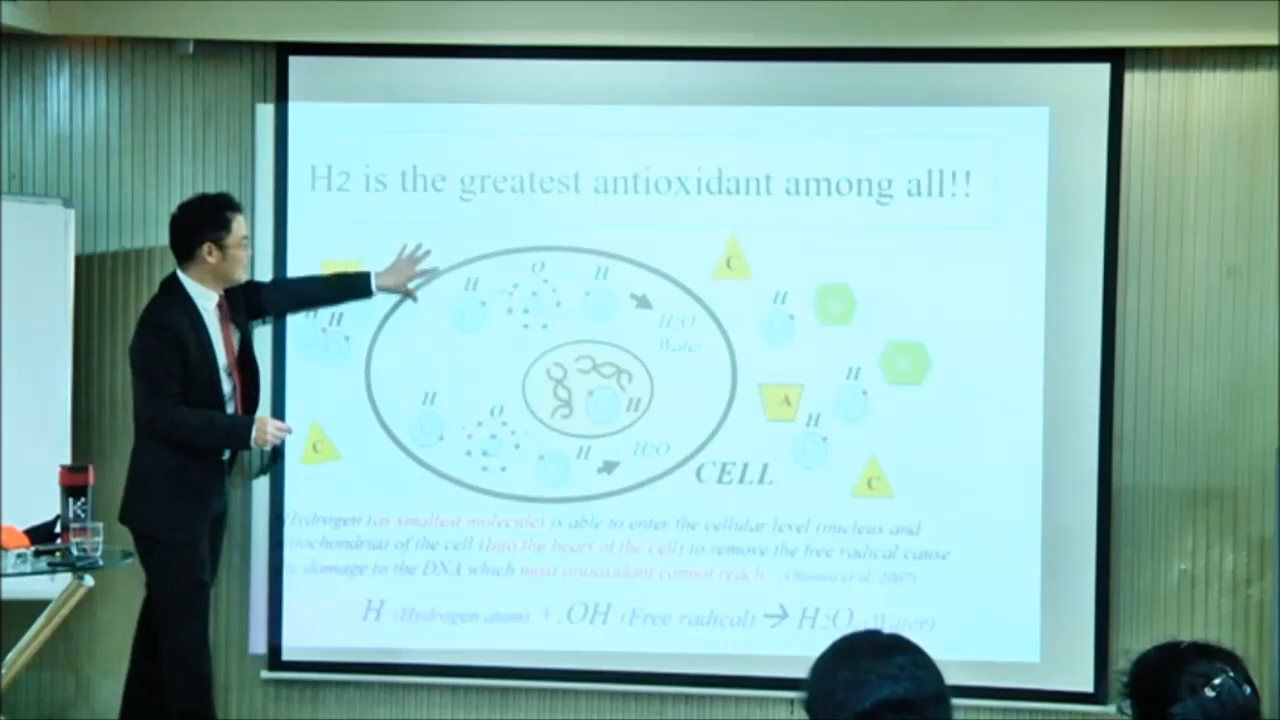 H2 is the greatest antioxidant among all!!
C
H
O
H
H
H2O
Water
H
H
H
A
H
C
H
O
H
H2O
H
C
CELL
C
Hydrogen (as smallest molecule) is able to enter the cellular level (nucleus and
mitochondria) of the cell (Into the heart of the cell) to remove the free radical cause
damage to the DNA which most antioxidant cannot reach. et al. 2007)
H (Hydrogen atom) + .OH (Free radical) → H2O (Water)
K